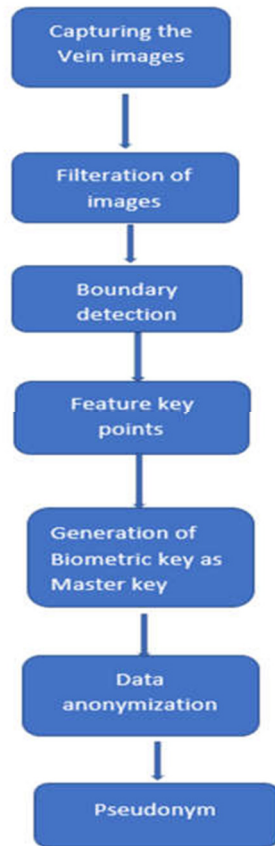 Capturing the
Vein images
Filteration of
images
Boundary
detection
Feature key
points
Generation of
Biometric key as
Master key
Data
anonymization
Pseudonym